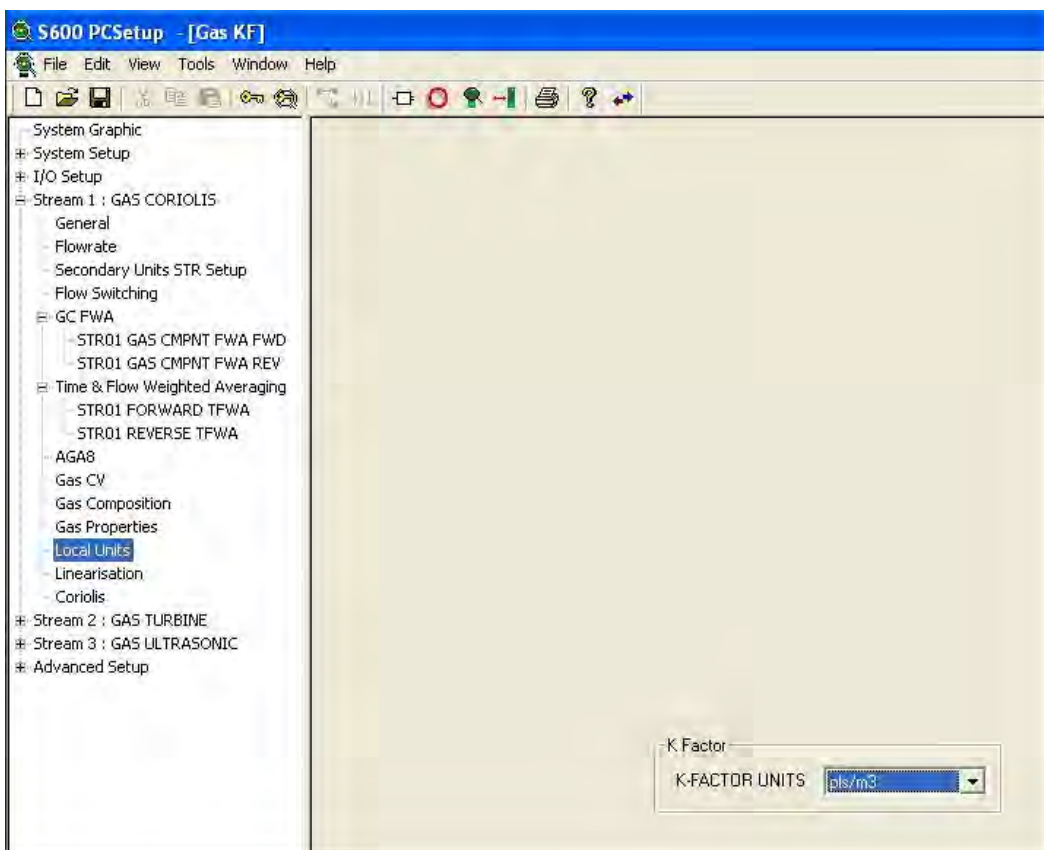 S600 PCSetup - [Gas KF]
File Edit View Tools Window Help
System Graphic
System Setup
I/O Setup
Stream 1 : GAS CORIOLIS
General
Flowrate
Secondary Units STR Setup
Flow Switching
GC FWA
STR01 GAS CMPNT FWA FWD
STR01 GAS CMPNT FWA REV
Time & Flow Weighted Averaging
STR01 FORWARD TFWA
STR01 REVERSE TFWA
AGA8
Gas CV
Gas Composition
Gas Properties
Local Units
Linearisation
Coriolis
Stream 2 : GAS TURBINE
Stream 3 : GAS ULTRASONIC
Advanced Setup
K Factor
K-FACTOR UNITS pls/m3